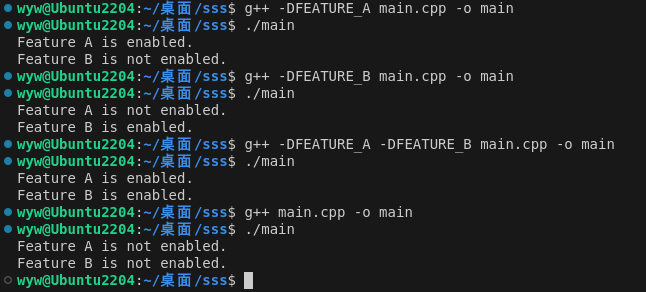 wyw@Ubuntu2204:~/桌面/sss$ g++ -DFEATURE_A main.cpp -o main
wyw@Ubuntu2204:~/桌面/sss$ ./main
Feature A is enabled.
Feature B is not enabled.
wyw@Ubuntu2204:~/桌面/sss$ g++ -DFEATURE_B main.cpp -o main
wyw@Ubuntu2204:~/桌面/sss$ ./main
Feature A is not enabled.
Feature B is enabled.
wyw@Ubuntu2204:~/桌面/sss$ g++ -DFEATURE_A -DFEATURE_B main.cpp -o main
wyw@Ubuntu2204:~/桌面/sss$ ./main
Feature A is enabled.
Feature B is enabled.
wyw@Ubuntu2204:~/桌面/sss$ g++ main.cpp -o main
wyw@Ubuntu2204:~/桌面/sss$ ./main
Feature A is not enabled.
Feature B is not enabled.
wyw@Ubuntu2204:~/桌面/sss$